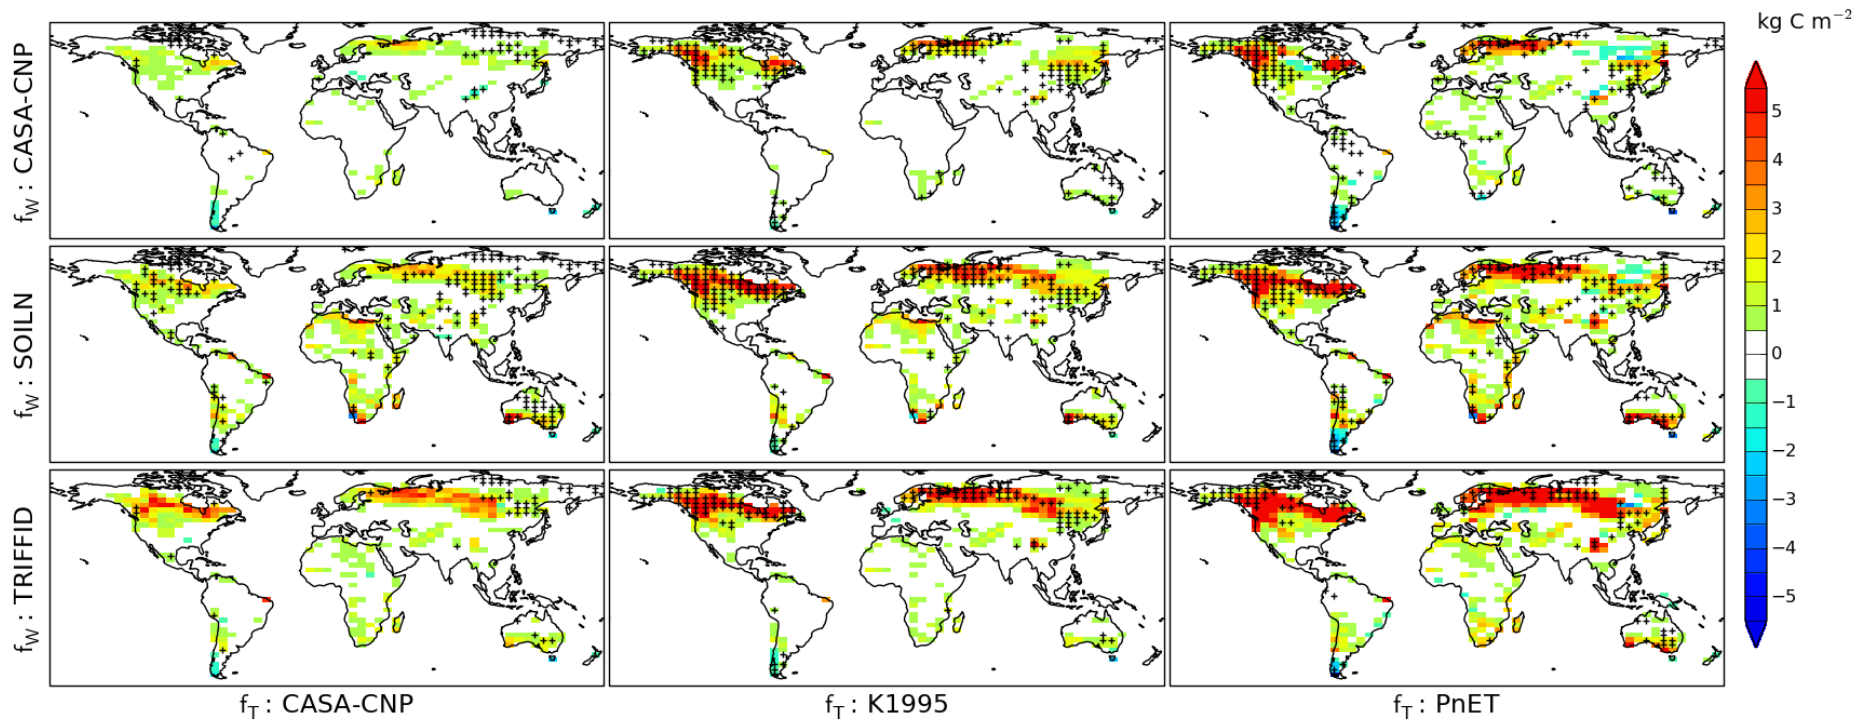 kg C m⁻²
f_W : CASA-CNP
f_W : SOILN
f_W : TRIFFID
5
4
3
2
1
0
−1
−2
−3
−4
−5
f_T : CASA-CNP
f_T : K1995
f_T : PnET